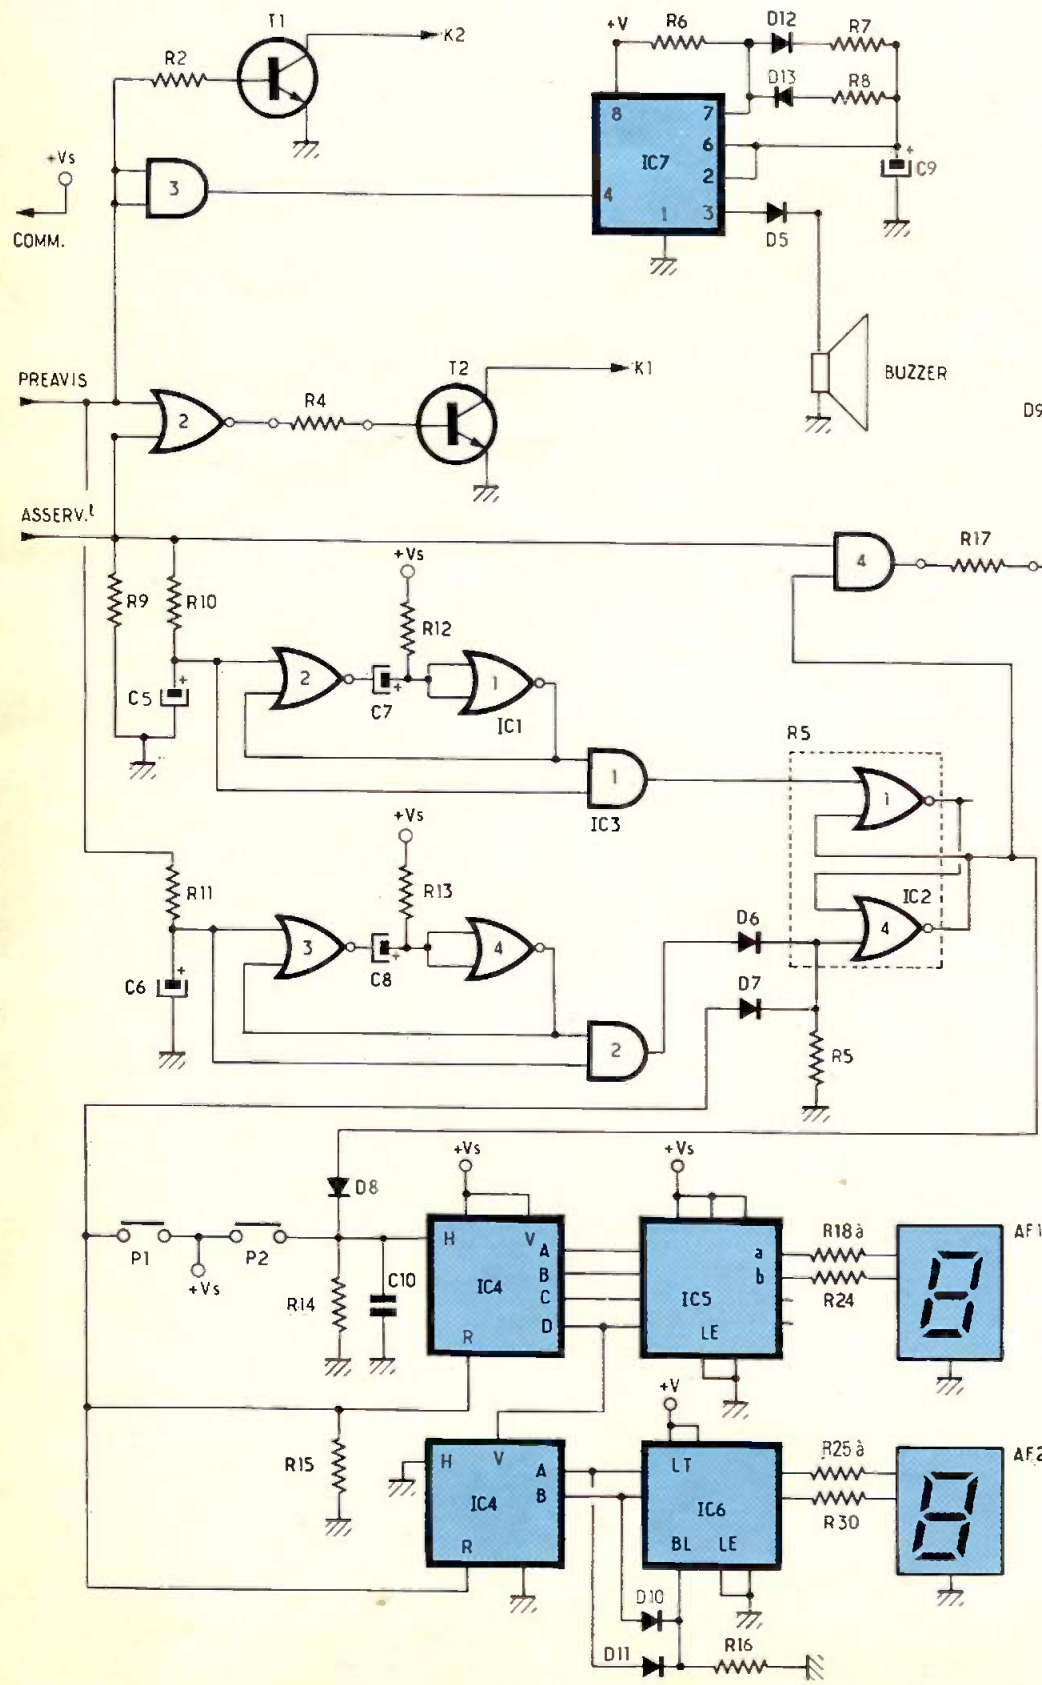 T1
K2
R2
+V
R6
D12
R7
D13
R8
8
7
6
2
IC7
4
1
3
C9
D5
+Vs
3
COMM.
PREAVIS
2
R4
T2
K1
BUZZER
D9
ASSERV.t
4
R17
R9
R10
+Vs
R12
2
C5
C7
1
IC1
R5
1
IC3
1
+Vs
R11
R13
IC2
3
C8
4
D6
4
C6
D7
2
R5
+Vs
+Vs
D8
P1
P2
+Vs
H
V
A
B
C
D
IC4
R
a
b
IC5
LE
R18 à
R24
AF1
C10
R14
+V
R15
H
V
A
B
IC4
R
LT
IC6
BL
LE
R25 à
R30
AF2
D10
D11
R16